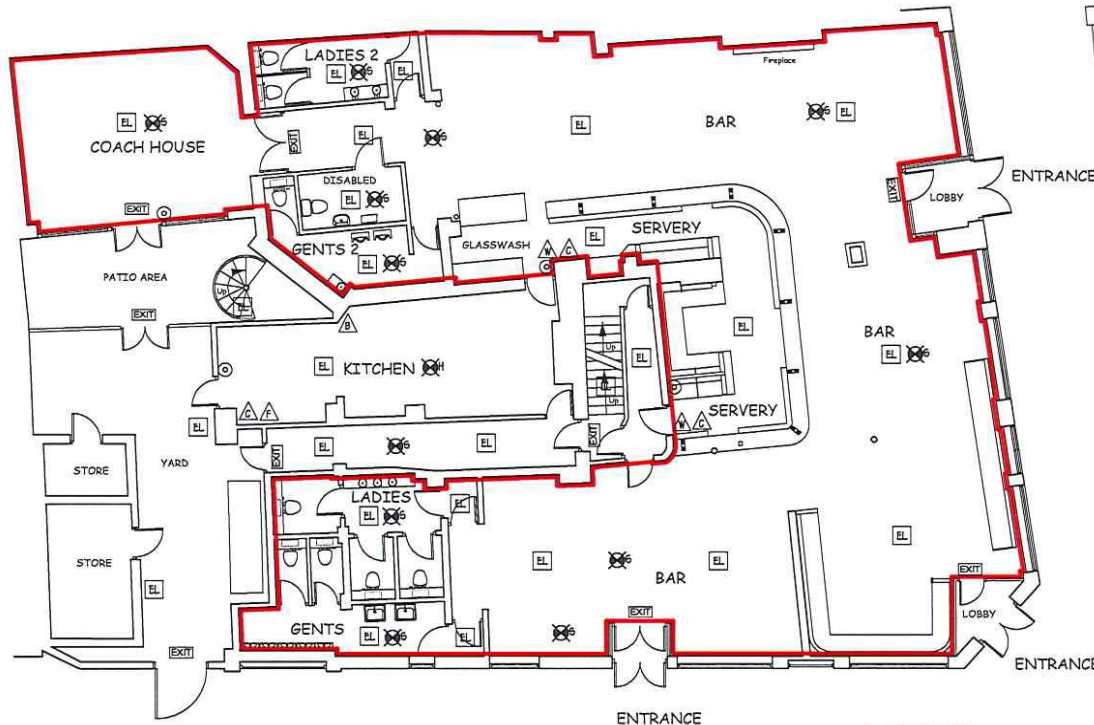 LADIES 2
EL
S
EL
Fireplace
EL
S
COACH HOUSE
EL
S
EL
BAR
S
EL
EXIT
DISABLED
EL
S
ENTRANCE
EXIT
LOBBY
EXIT
GENTS 2
EL
S
GLASSWASH
EL
SERVERY
W
C
PATIO AREA
Up
EL
EXIT
B
KITCHEN
EL
H
Up
EL
EL
Up
EL
BAR
EL
S
C
F
EL
SERVERY
W
C
EXIT
EXIT
EL
S
EL
YARD
STORE
LADIES
EL
S
EL
STORE
EL
EL
EL
S
EL
BAR
EXIT
LOBBY
GENTS
EL
S
EL
S
EXIT
EXIT
ENTRANCE
ENTRANCE